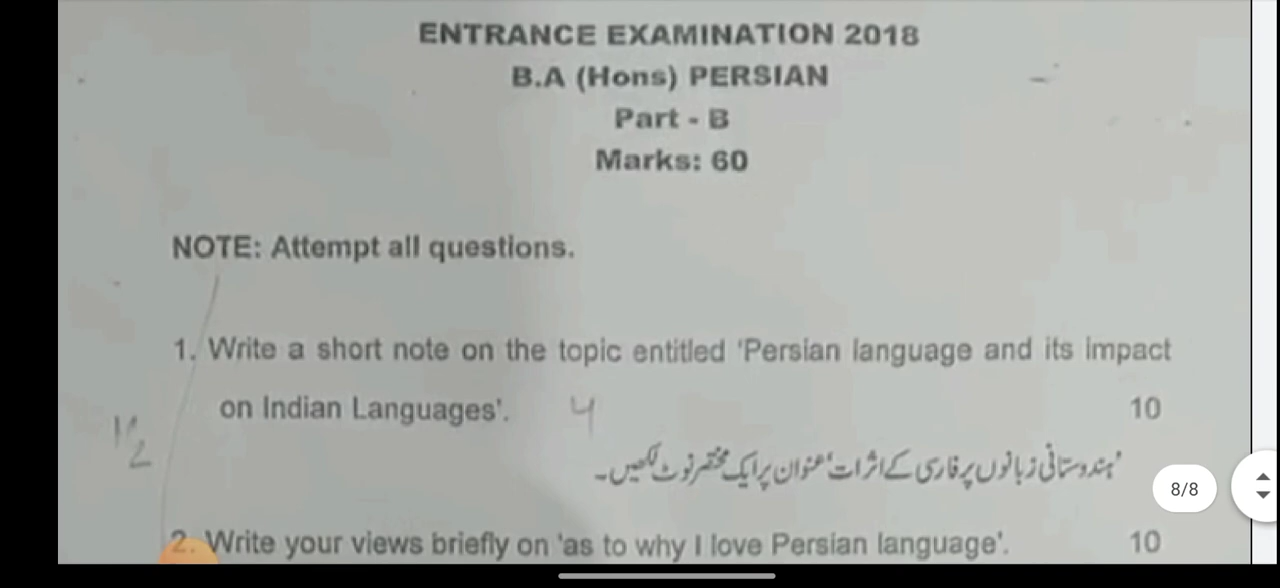 ENTRANCE EXAMINATION 2018
B.A (Hons) PERSIAN
Part - B
Marks: 60
NOTE: Attempt all questions.
1. Write a short note on the topic entitled 'Persian language and its impact
on Indian Languages'. 4 10
'ہندوستانی زبانوں پر فارسی کے اثرات' عنوان پر ایک مختصر نوٹ لکھیں۔
8/8
2. Write your views briefly on 'as to why I love Persian language'. 10